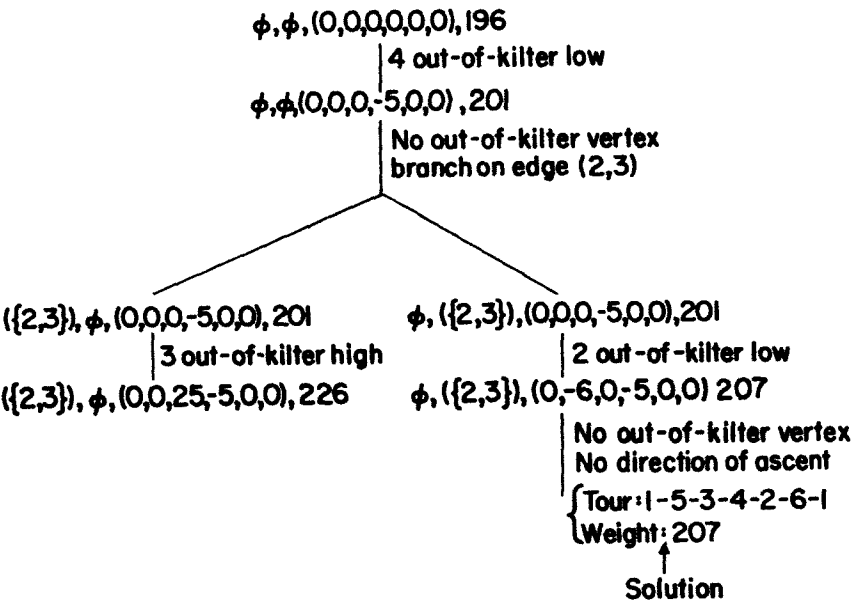 ϕ,ϕ,(0,0,0,0,0,0),196
4 out-of-kilter low
ϕ,ϕ,(0,0,0,-5,0,0),201
No out-of-kilter vertex
branch on edge (2,3)
({2,3}),ϕ,(0,0,0,-5,0,0),201
ϕ,({2,3}),(0,0,0,-5,0,0),201
3 out-of-kilter high
2 out-of-kilter low
({2,3}),ϕ,(0,0,25,-5,0,0),226
ϕ,({2,3}),(0,-6,0,-5,0,0) 207
No out-of-kilter vertex
No direction of ascent
Tour:1-5-3-4-2-6-1
Weight:207
Solution